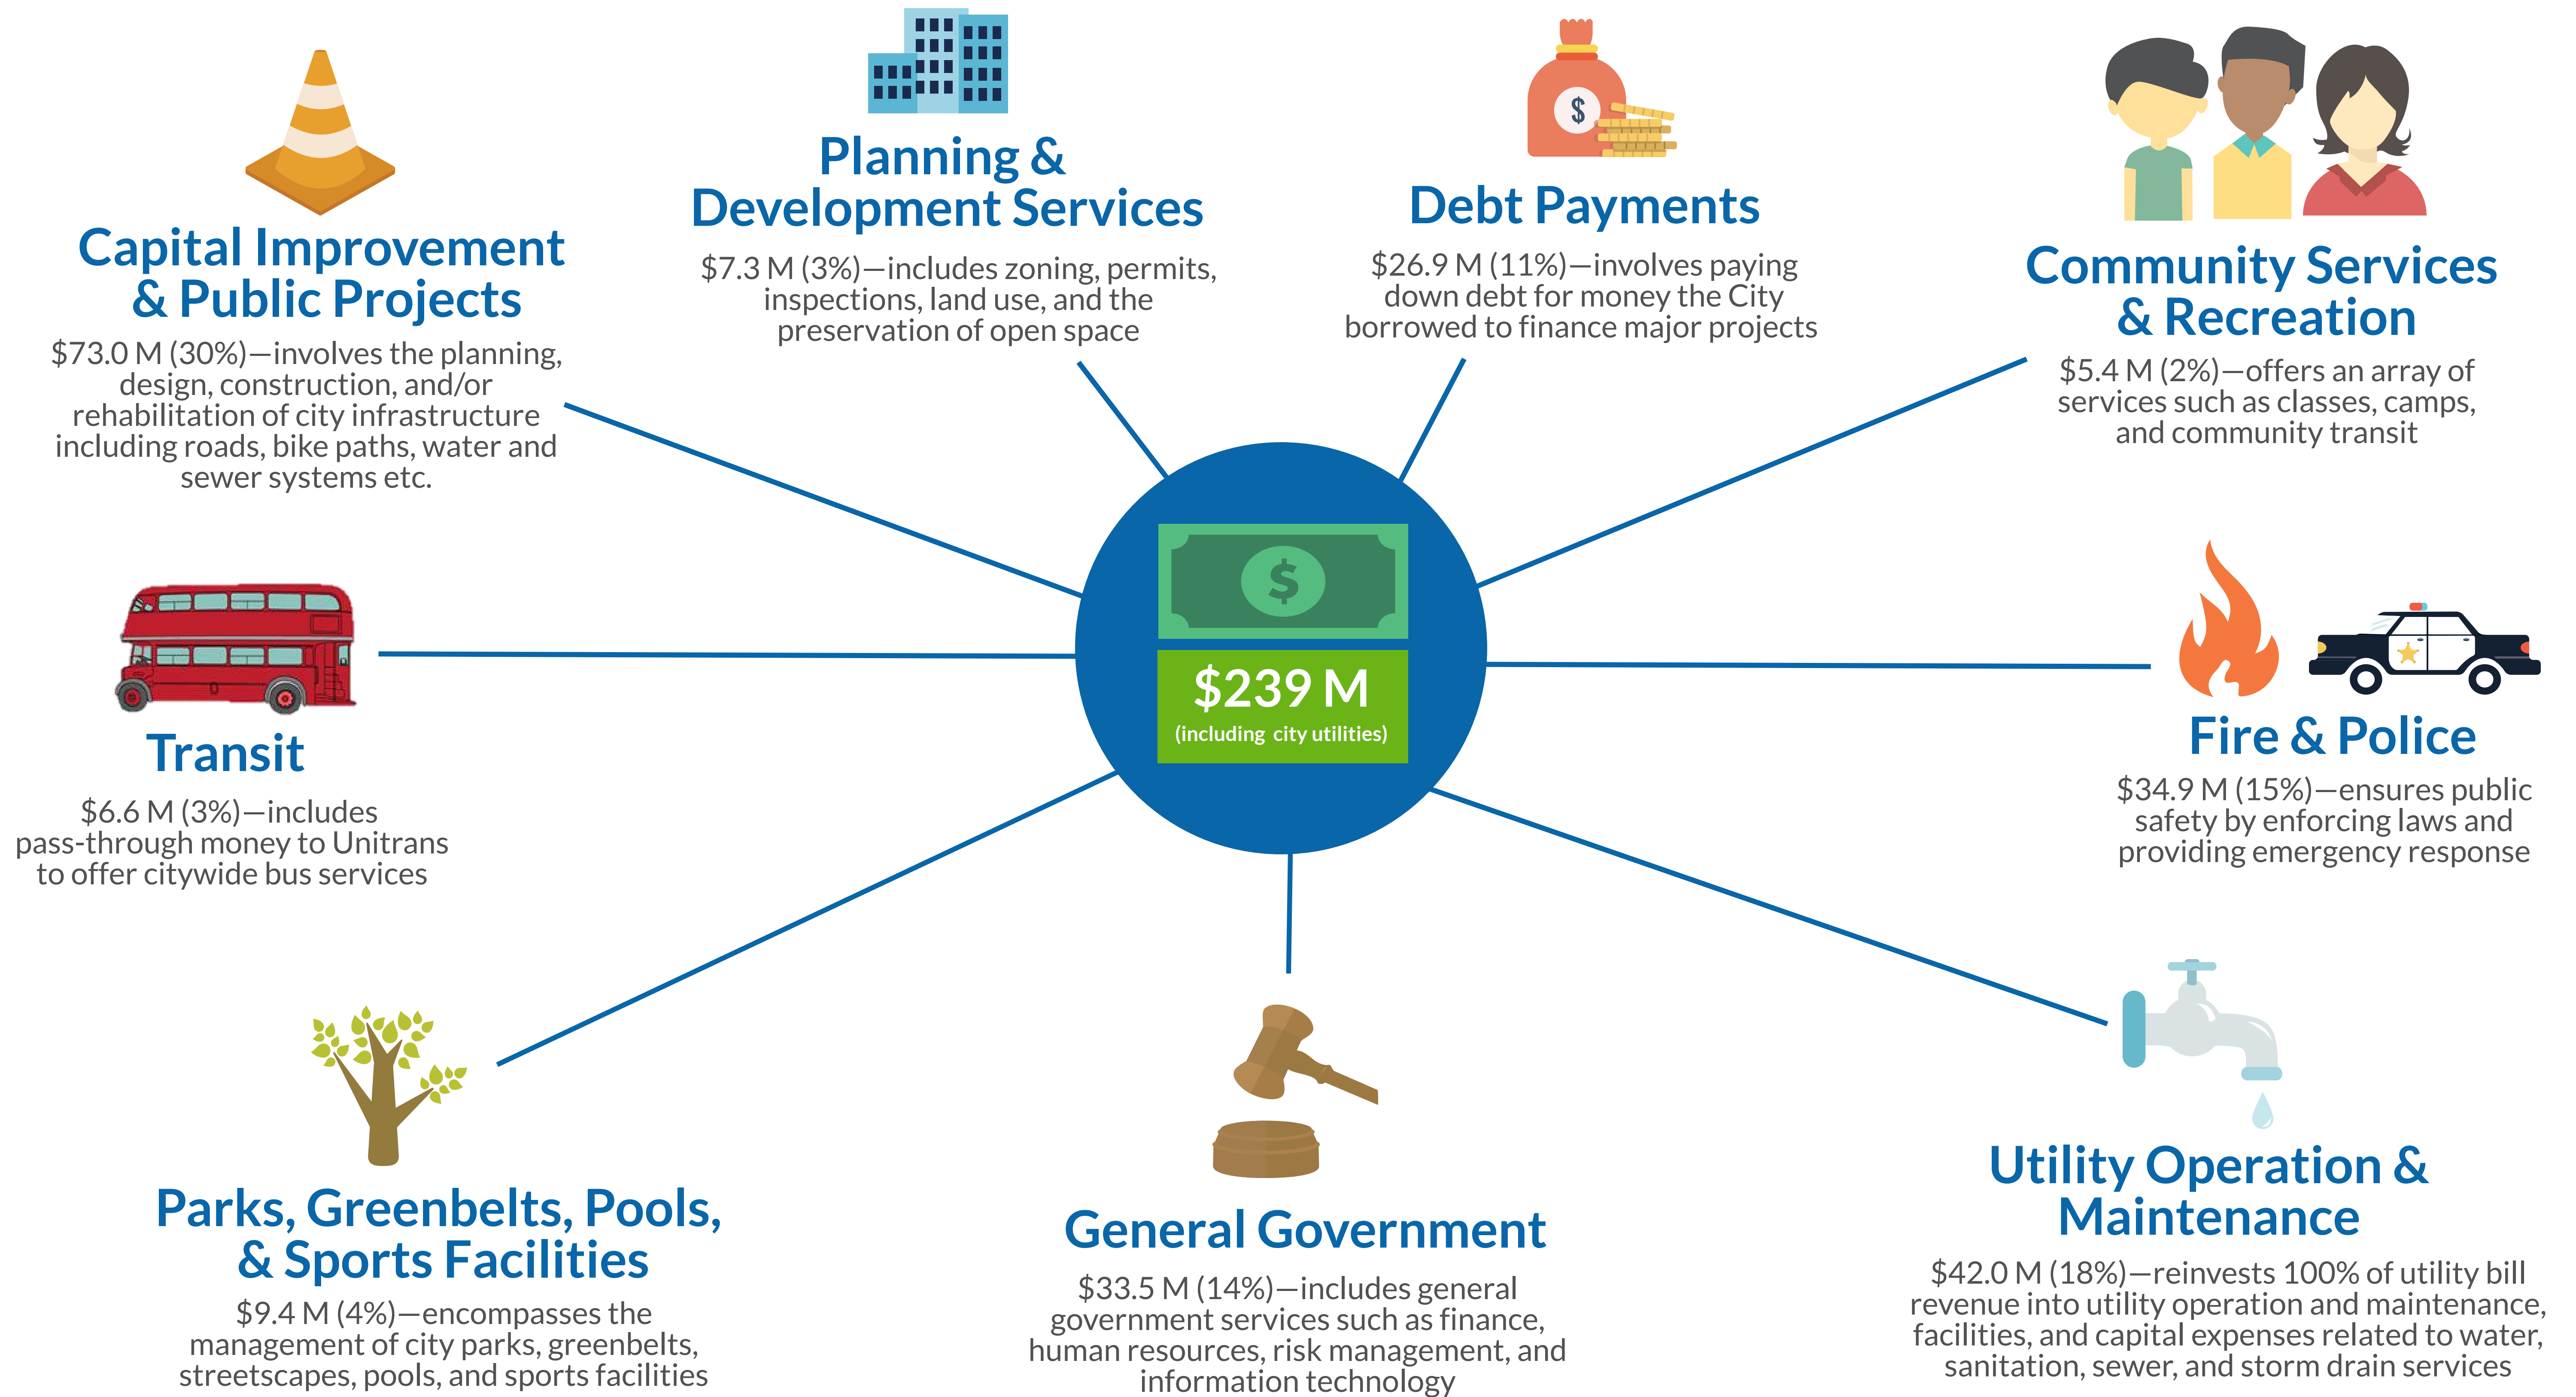 Capital Improvement
& Public Projects
$73.0 M (30%)—involves the planning,
design, construction, and/or
rehabilitation of city infrastructure
including roads, bike paths, water and
sewer systems etc.
Planning &
Development Services
$7.3 M (3%)—includes zoning, permits,
inspections, land use, and the
preservation of open space
$
Debt Payments
$26.9 M (11%)—involves paying
down debt for money the City
borrowed to finance major projects
Community Services
& Recreation
$5.4 M (2%)—offers an array of
services such as classes, camps,
and community transit
$
$239 M
(including city utilities)
Transit
$6.6 M (3%)—includes
pass-through money to Unitrans
to offer citywide bus services
Fire & Police
$34.9 M (15%)—ensures public
safety by enforcing laws and
providing emergency response
Parks, Greenbelts, Pools,
& Sports Facilities
$9.4 M (4%)—encompasses the
management of city parks, greenbelts,
streetscapes, pools, and sports facilities
General Government
$33.5 M (14%)—includes general
government services such as finance,
human resources, risk management, and
information technology
Utility Operation &
Maintenance
$42.0 M (18%)—reinvests 100% of utility bill
revenue into utility operation and maintenance,
facilities, and capital expenses related to water,
sanitation, sewer, and storm drain services